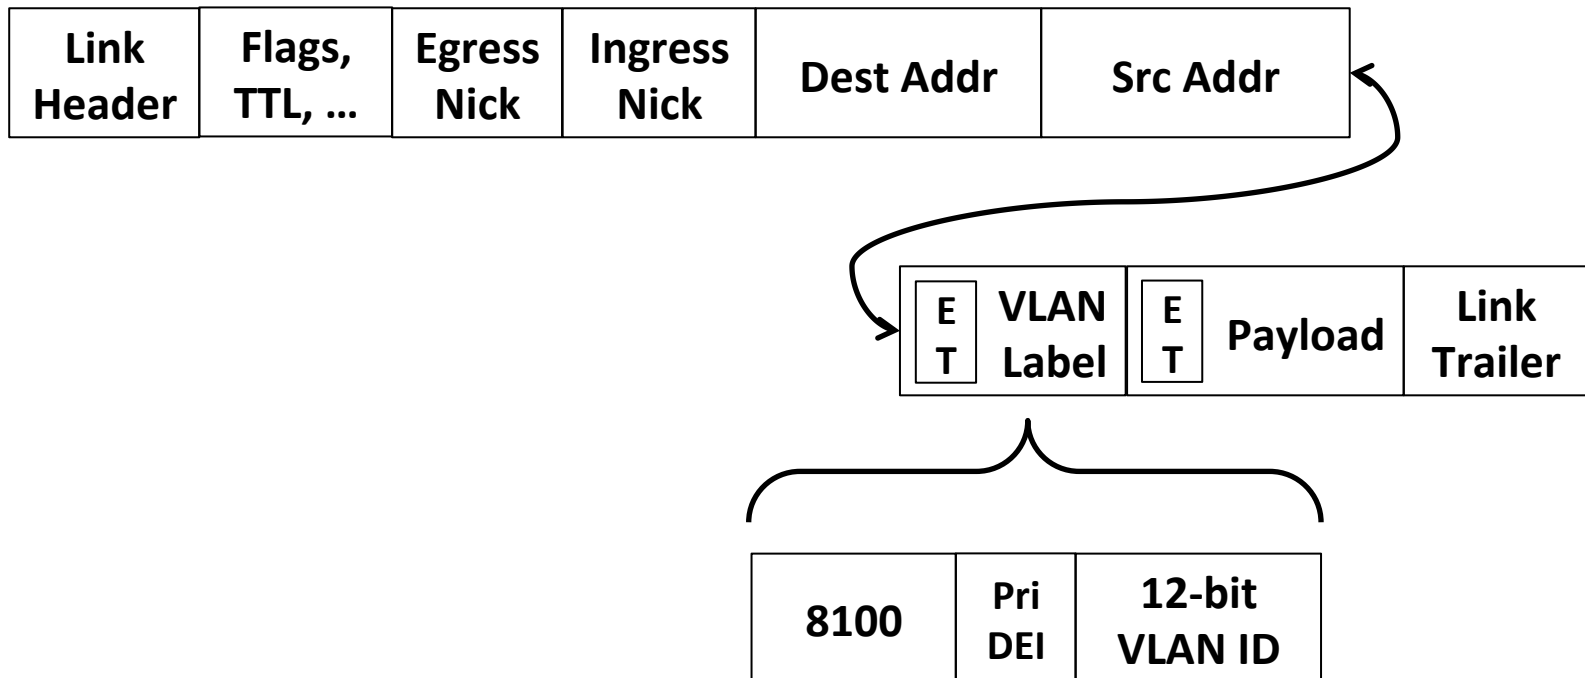 Link
Header
Flags,
TTL, ...
Egress
Nick
Ingress
Nick
Dest Addr
Src Addr
E
T
VLAN
Label
E
T
Payload
Link
Trailer
8100
Pri
DEI
12-bit
VLAN ID